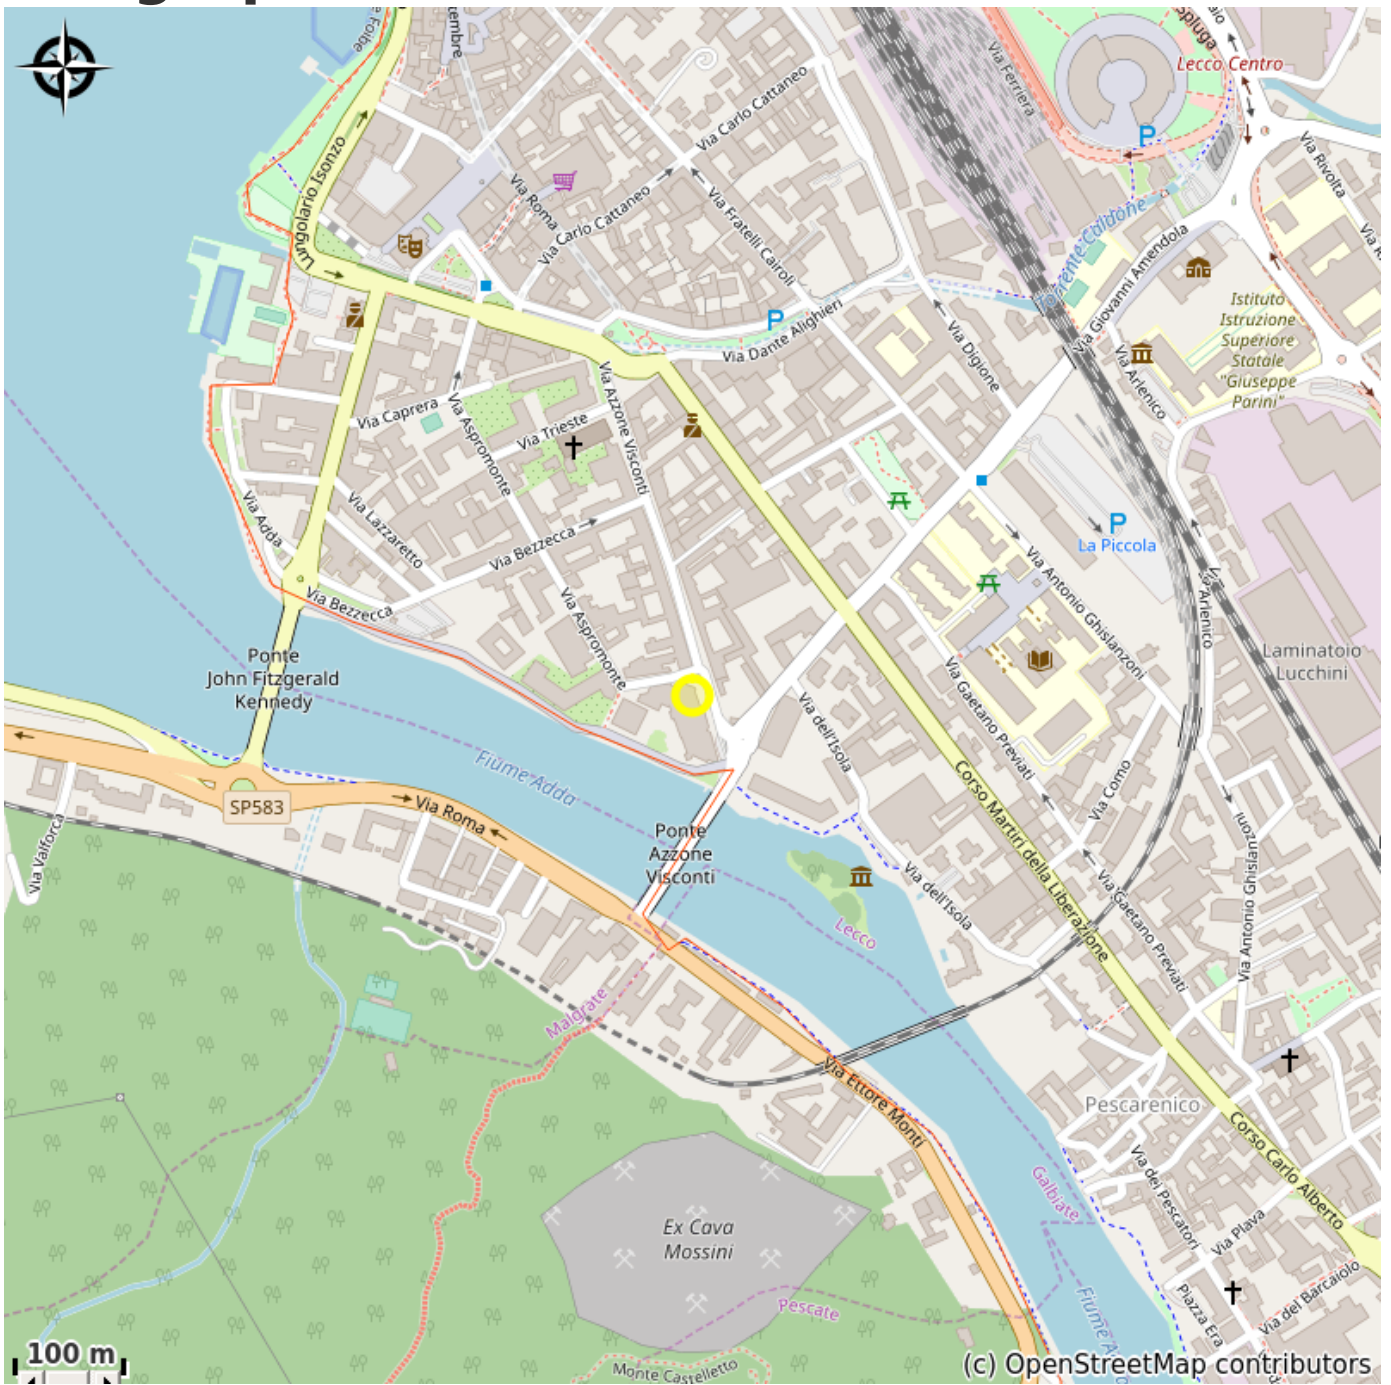 Spluga
Lecco Centro
Via Ferriera
Via Carlo Cattaneo
Via Rivolta
Lungolario Isonzo
Via Roma
Via Carlo Cattaneo
Via Fratelli Cairoli
Torrente Caldone
Via Giovanni Amendola
P
P
Via Dante Alighieri
Via Digione
Via Arlenico
Istituto
Istruzione
Superiore
Statale
"Giuseppe
Parini"
Via Caprera
Via Aspromonte
Via Trieste
Via Azzone Visconti
Via Adda
Via Lazzaretto
Via Bezzecca
P
La Piccola
Via Antonio Ghislanzoni
Via Arlenico
Via Bezzecca
Via Aspromonte
Ponte
John Fitzgerald
Kennedy
Laminatoio
Lucchini
Via Gaetano Previati
Via dell'Isola
Fiume Adda
SP583
Via Roma
Via Valforca
Ponte
Azzone
Visconti
Corso Martiri della Liberazione
Via Como
Via Antonio Ghislanzoni
Via dell'Isola
Via Gaetano Previati
Lecco
Malgrate
Via Ettore Monti
Pescarenico
Corso Carlo Alberto
Via dei Pescatori
Galbiate
Via Plava
Ex Cava
Mossini
Pescate
Piazza Era
Via del Barcaiolo
Monte Castelletto
100 m
(c) OpenStreetMap contributors